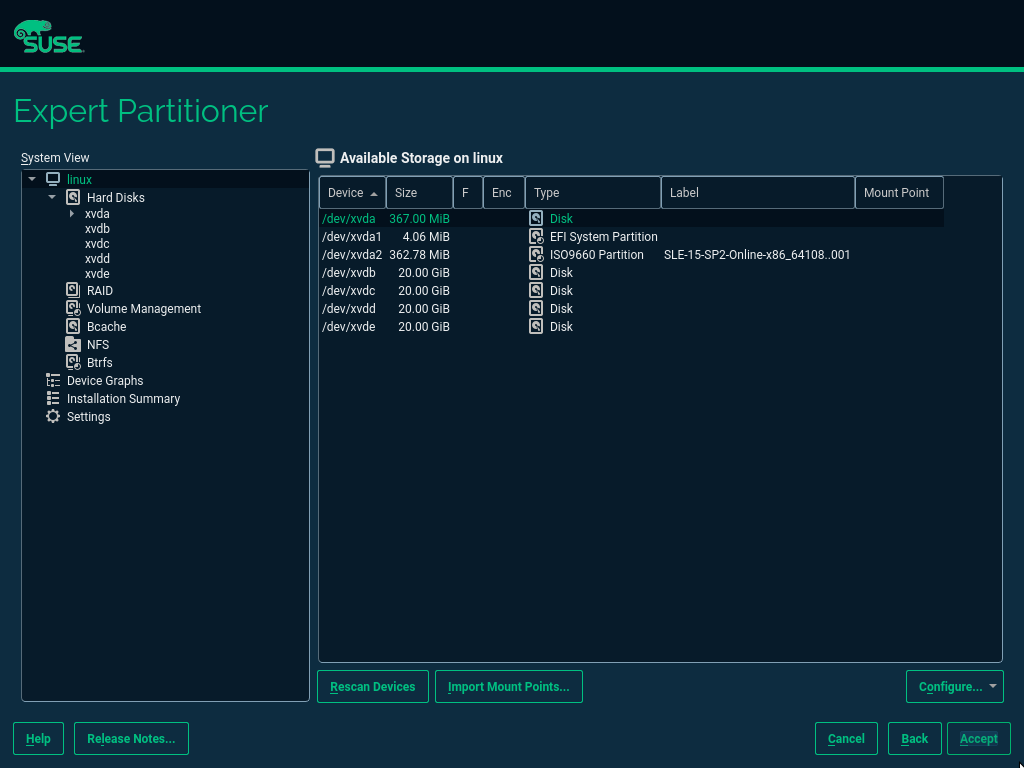 SUSE
Expert Partitioner
System View
linux
Hard Disks
xvda
xvdb
xvdc
xvdd
xvde
RAID
Volume Management
Bcache
NFS
Btrfs
Device Graphs
Installation Summary
Settings
Available Storage on linux
Device Size F Enc Type Label Mount Point
/dev/xvda 367.00 MiB Disk
/dev/xvda1 4.06 MiB EFI System Partition
/dev/xvda2 362.78 MiB ISO9660 Partition SLE-15-SP2-Online-x86_64108..001
/dev/xvdb 20.00 GiB Disk
/dev/xvdc 20.00 GiB Disk
/dev/xvdd 20.00 GiB Disk
/dev/xvde 20.00 GiB Disk
Rescan Devices Import Mount Points... Configure...
Help Release Notes... Cancel Back Accept